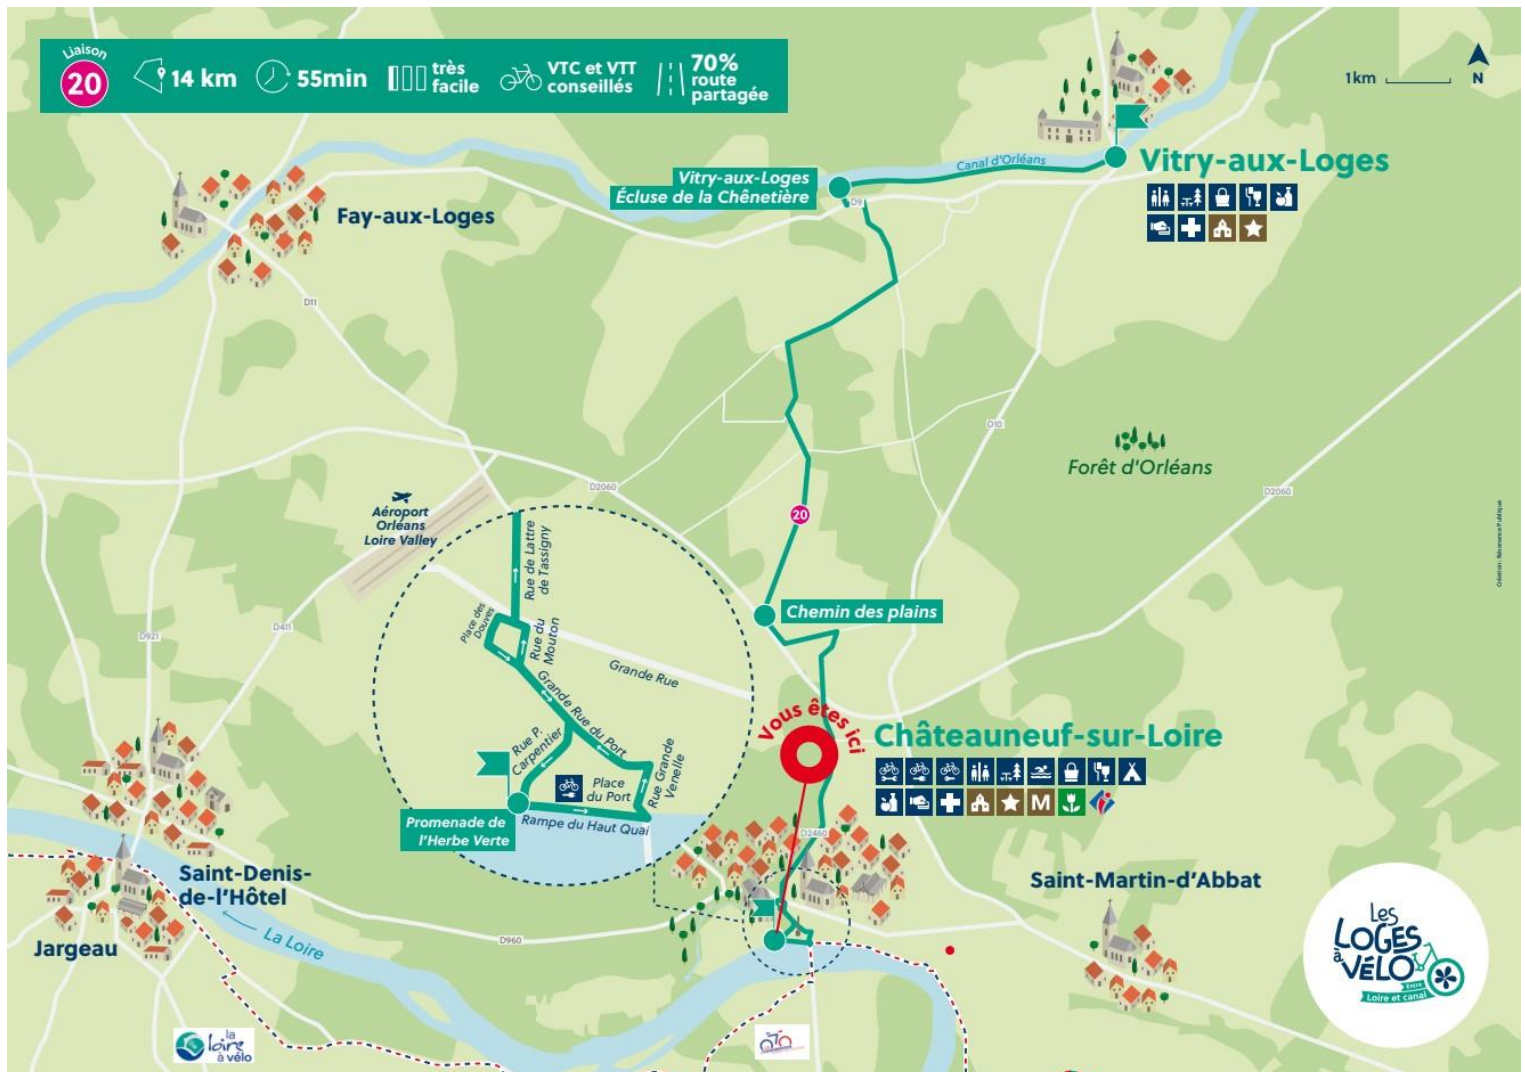 Liaison
20
14 km
55min
très
facile
VTC et VTT
conseillés
70%
route
partagée
1km
N
Canal d'Orléans
Vitry-aux-Loges
Vitry-aux-Loges
Écluse de la Chênetière
D9
Fay-aux-Loges
D11
D10
Forêt d'Orléans
D2060
D2060
Aéroport
Orléans
Loire Valley
20
Création : Résonance Publique
Rue de Lattre
de Tassigny
Place des
Douves
Rue du
Mouton
Chemin des plains
D921
D411
Grande Rue
Grande Rue du Port
Vous êtes ici
Châteauneuf-sur-Loire
M
Rue P.
Carpentier
Place
du Port
Rue Grande
Venelle
Promenade de
l'Herbe Verte
Rampe du Haut Quai
D2460
Saint-Denis-
de-l'Hôtel
Saint-Martin-d'Abbat
Jargeau
La Loire
D960
Les
LOGES
à
VÉLO
Entre
Loire et canal
la
loire
à vélo